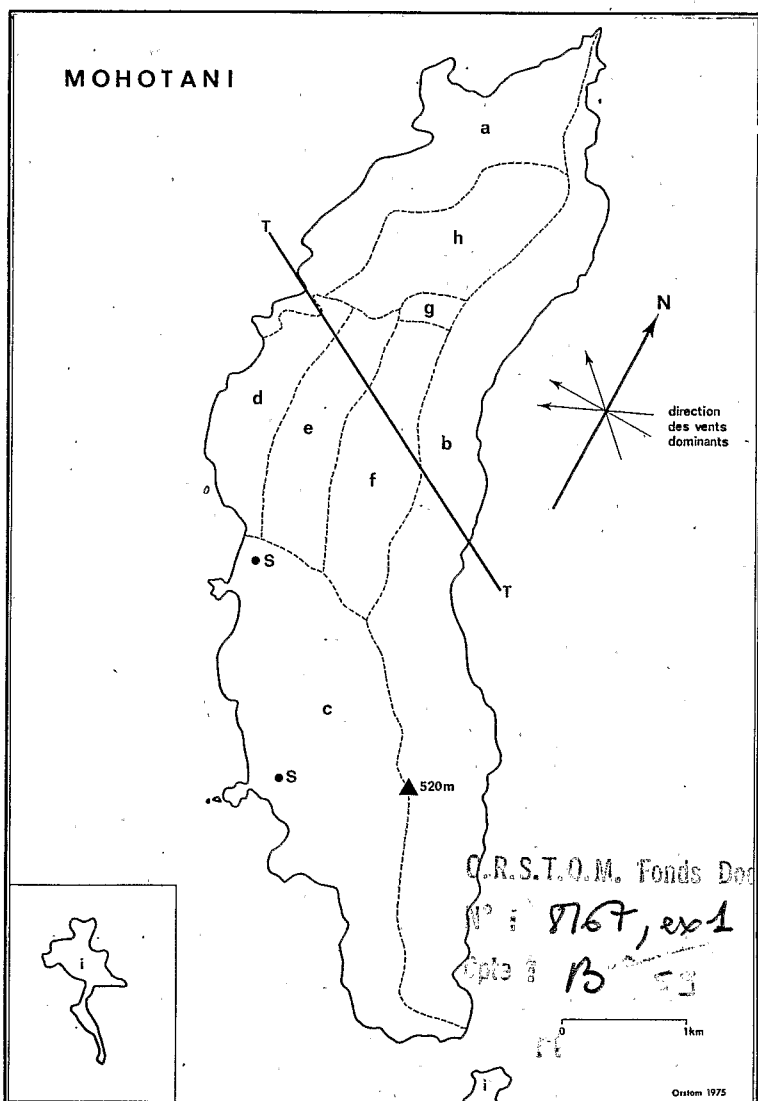 MOHOTANI
a
T
h
N
g
d
e
b
direction
des vents
dominants
f
S
T
c
S
520m
O.R.S.T.O.M. Fonds Doc
N° : 8767, ex 1
Cpte : B
i
0 1km
i
Orstom 1975